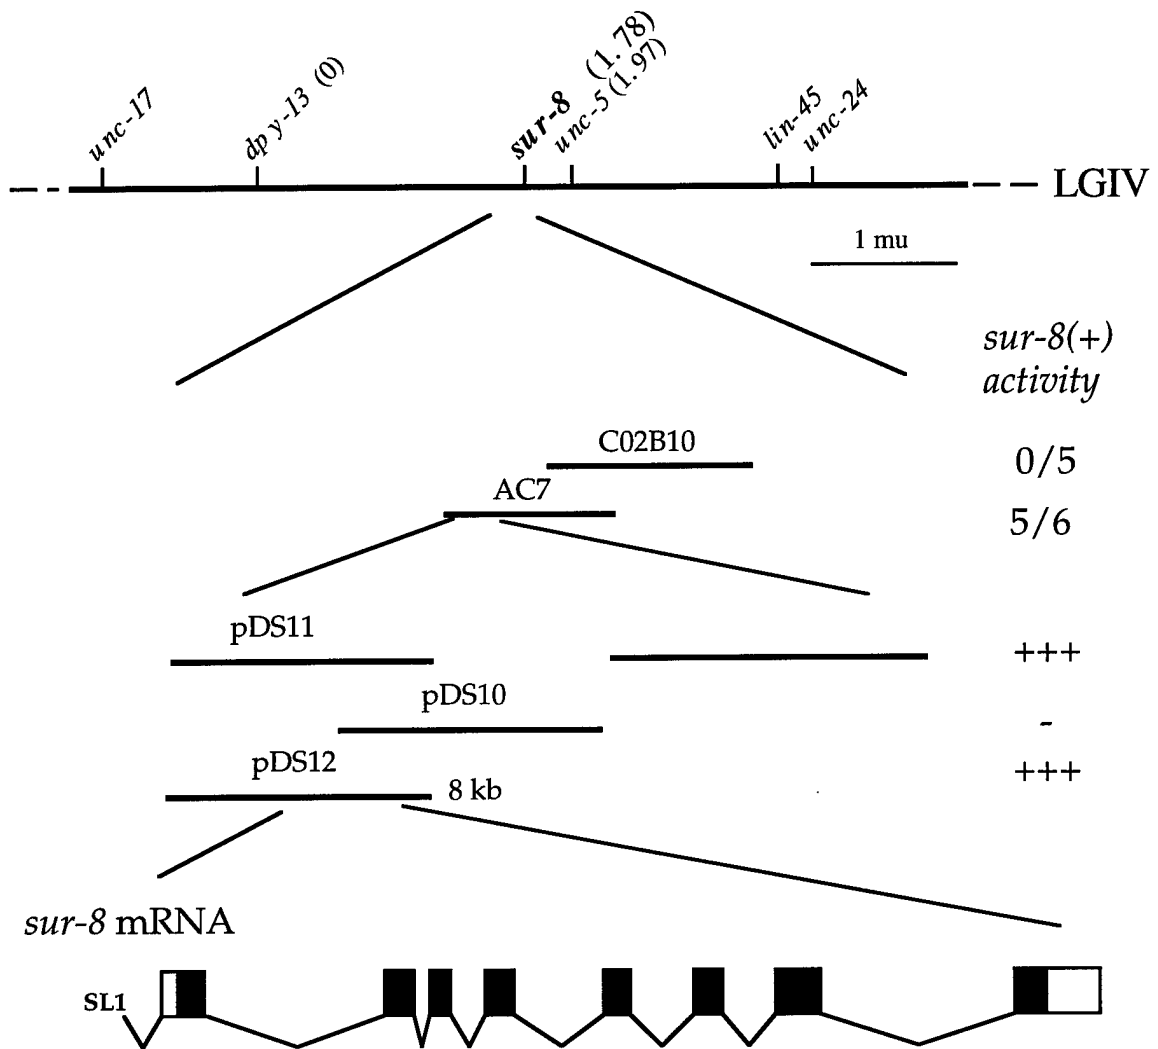 unc-17
dpy-13 (0)
sur-8 (1.78)
unc-5 (1.97)
lin-45
unc-24
LGIV
1 mu
sur-8(+)
activity
C02B10
0/5
AC7
5/6
pDS11
+++
pDS10
-
pDS12
+++
8 kb
sur-8 mRNA
SL1